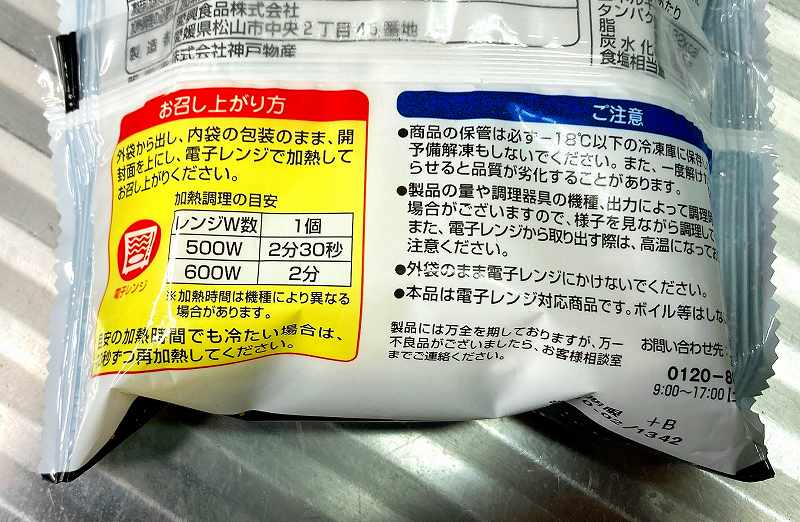 製造者
愛媛県松山市中央2丁目45番地
株式会社神戸物産
タンパク
脂
炭水化
食塩相当量
お召し上がり方
外袋から出し、内袋の包装のまま、開
封面を上にし、電子レンジで加熱して
お召し上がりください。
加熱調理の目安
レンジW数 1個
500W 2分30秒
600W 2分
電子レンジ
※加熱時間は機種により異なる
場合があります。
目安の加熱時間でも冷たい場合は、
秒ずつ再加熱してください。
ご注意
●商品の保管は必ず−18℃以下の冷凍庫に保存
予備解凍もしないでください。また、一度解け
らせると品質が劣化することがあります。
●製品の量や調理器具の機種、出力によって調理
場合がございますので、様子を見ながら調理して
また、電子レンジから取り出す際は、高温になってお
注意ください。
●外袋のまま電子レンジにかけないでください。
●本品は電子レンジ対応商品です。ボイル等はしな
製品には万全を期しておりますが、万一
不良品がございましたら、お客様相談室
までご連絡ください。
お問い合わせ先:
0120−8
9:00〜17:00
+B
/1342